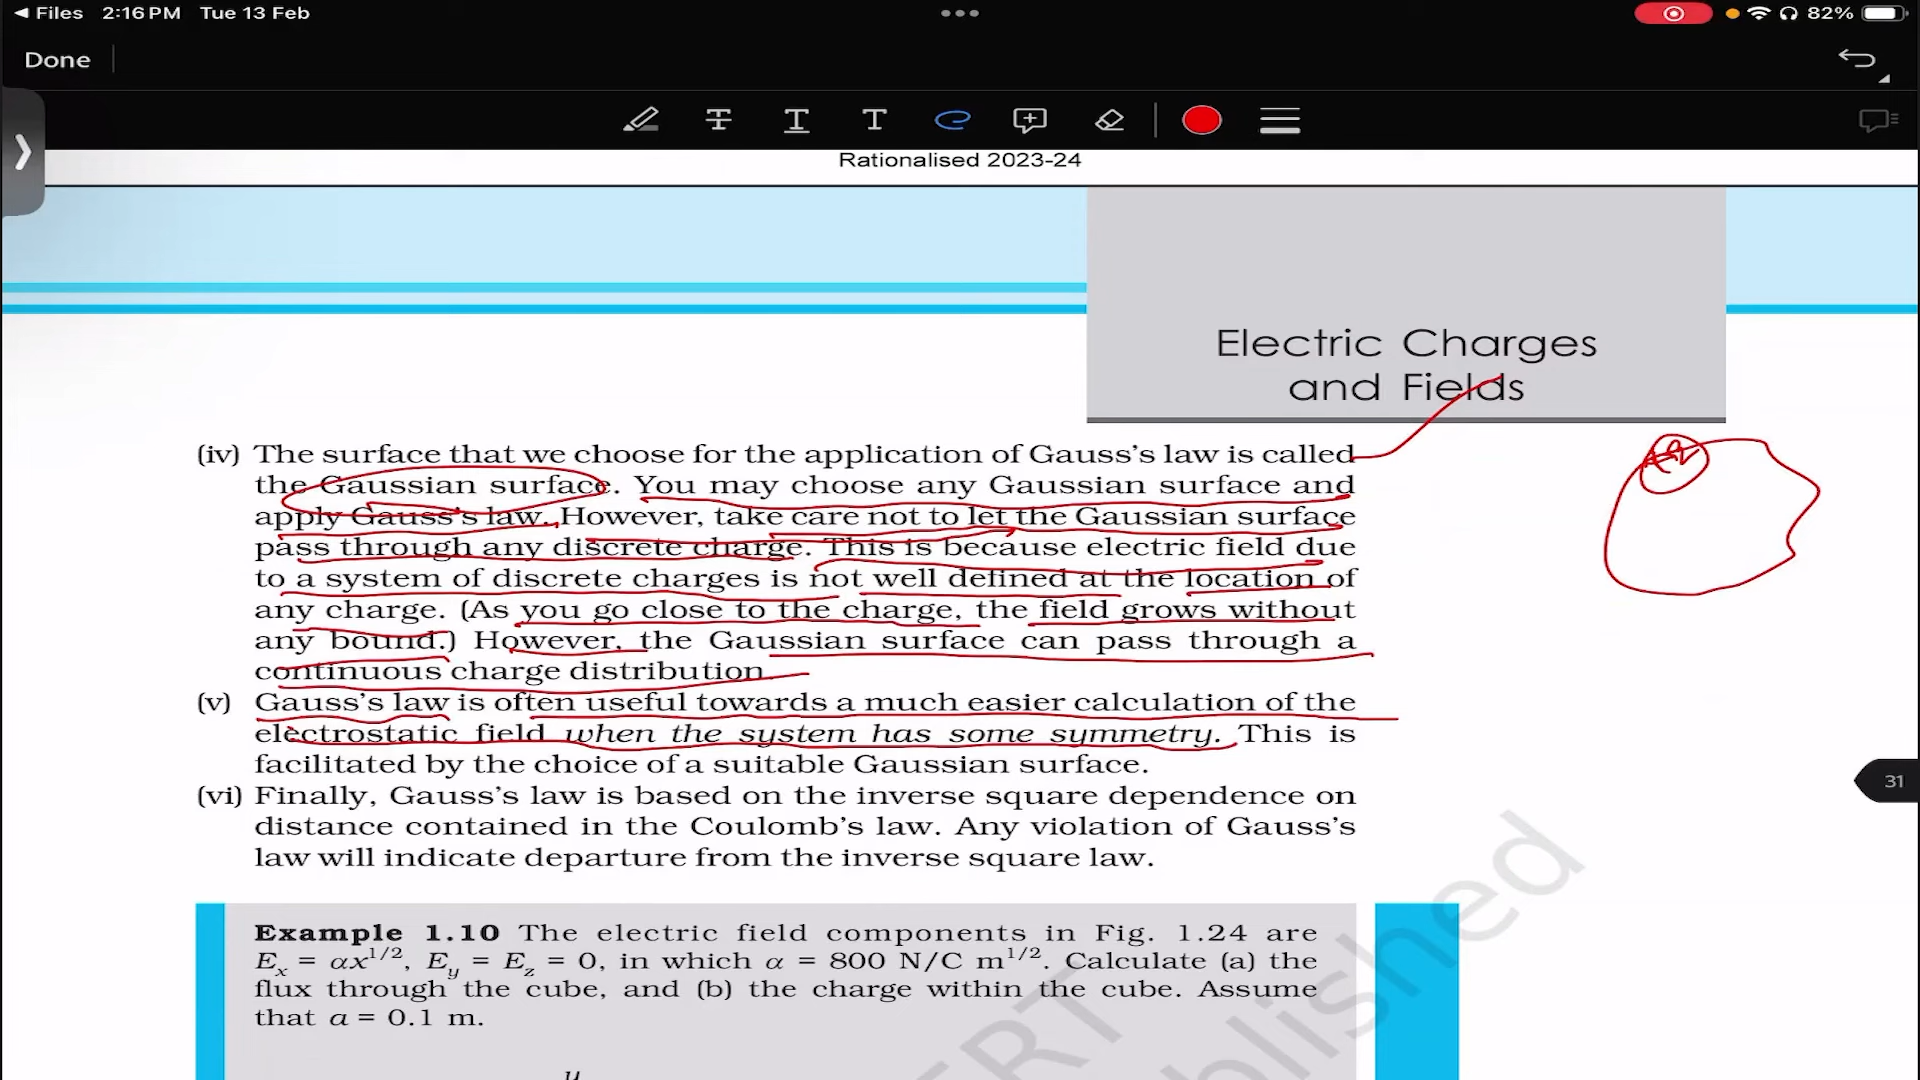 Files 2:16 PM Tue 13 Feb
82%
Done
T T T
Rationalised 2023-24
Electric Charges
and Fields
(iv) The surface that we choose for the application of Gauss's law is called
the Gaussian surface. You may choose any Gaussian surface and
apply Gauss's law. However, take care not to let the Gaussian surface
pass through any discrete charge. This is because electric field due
to a system of discrete charges is not well defined at the location of
any charge. (As you go close to the charge, the field grows without
any bound.) However, the Gaussian surface can pass through a
continuous charge distribution.
(v) Gauss's law is often useful towards a much easier calculation of the
electrostatic field when the system has some symmetry. This is
facilitated by the choice of a suitable Gaussian surface.
31
(vi) Finally, Gauss's law is based on the inverse square dependence on
distance contained in the Coulomb's law. Any violation of Gauss's
law will indicate departure from the inverse square law.
Example 1.10 The electric field components in Fig. 1.24 are
Eₓ = αx^1/2, E_y = E_z = 0, in which α = 800 N/C m^1/2. Calculate (a) the
flux through the cube, and (b) the charge within the cube. Assume
that a = 0.1 m.